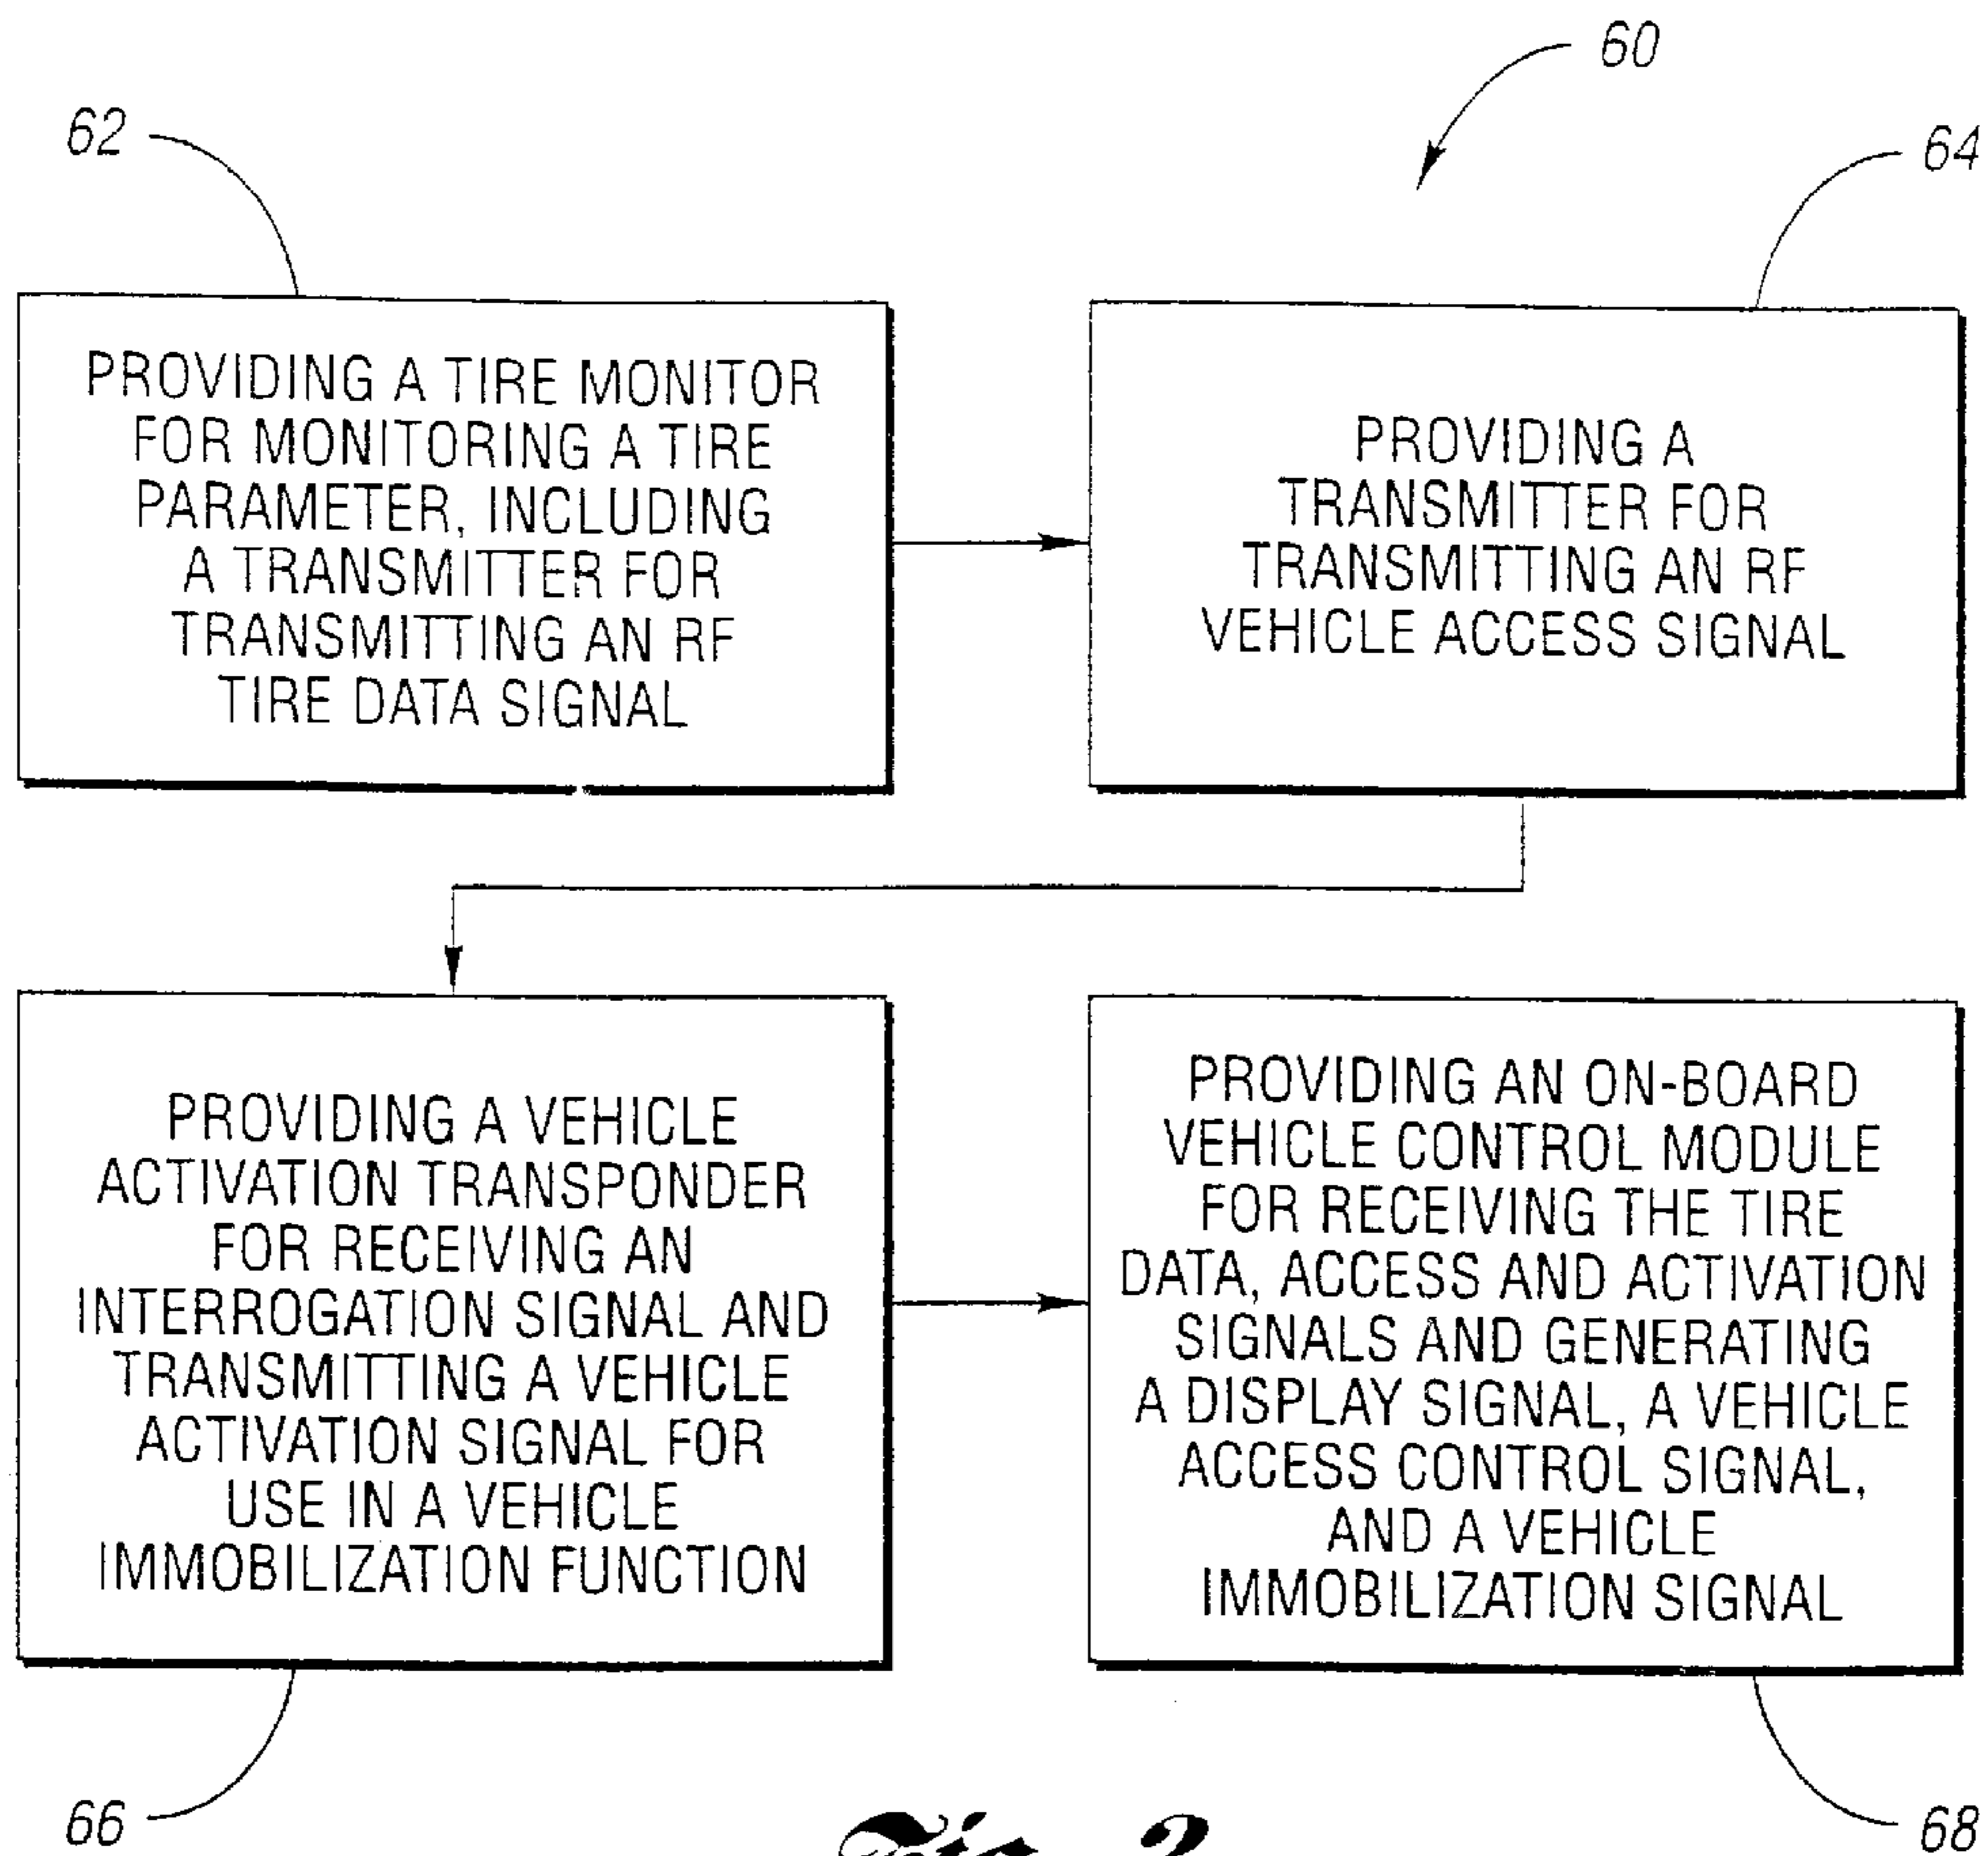 60
62
64
PROVIDING A TIRE MONITOR
FOR MONITORING A TIRE
PARAMETER, INCLUDING
A TRANSMITTER FOR
TRANSMITTING AN RF
TIRE DATA SIGNAL
PROVIDING A
TRANSMITTER FOR
TRANSMITTING AN RF
VEHICLE ACCESS SIGNAL
PROVIDING A VEHICLE
ACTIVATION TRANSPONDER
FOR RECEIVING AN
INTERROGATION SIGNAL AND
TRANSMITTING A VEHICLE
ACTIVATION SIGNAL FOR
USE IN A VEHICLE
IMMOBILIZATION FUNCTION
PROVIDING AN ON-BOARD
VEHICLE CONTROL MODULE
FOR RECEIVING THE TIRE
DATA, ACCESS AND ACTIVATION
SIGNALS AND GENERATING
A DISPLAY SIGNAL, A VEHICLE
ACCESS CONTROL SIGNAL,
AND A VEHICLE
IMMOBILIZATION SIGNAL
66
68